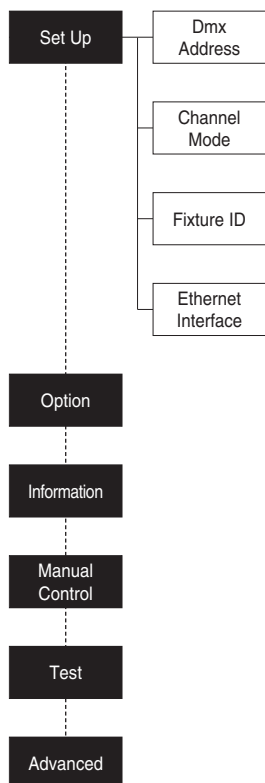 Set Up
Dmx
Address
Channel
Mode
Fixture ID
Ethernet
Interface
Option
Information
Manual
Control
Test
Advanced